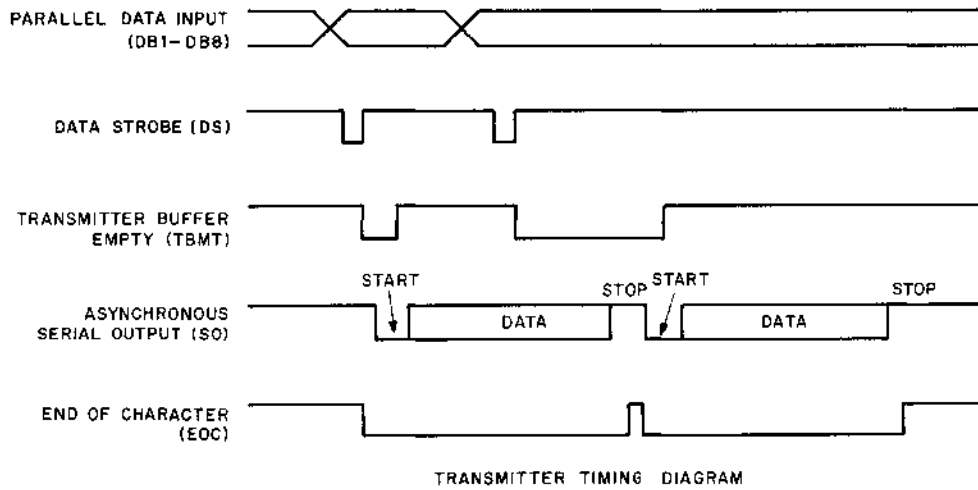 PARALLEL DATA INPUT
(DB1-DB8)
DATA STROBE (DS)
TRANSMITTER BUFFER
EMPTY (TBMT)
START
STOP
START
STOP
ASYNCHRONOUS
SERIAL OUTPUT (SO)
DATA
DATA
END OF CHARACTER
(EOC)
TRANSMITTER TIMING DIAGRAM